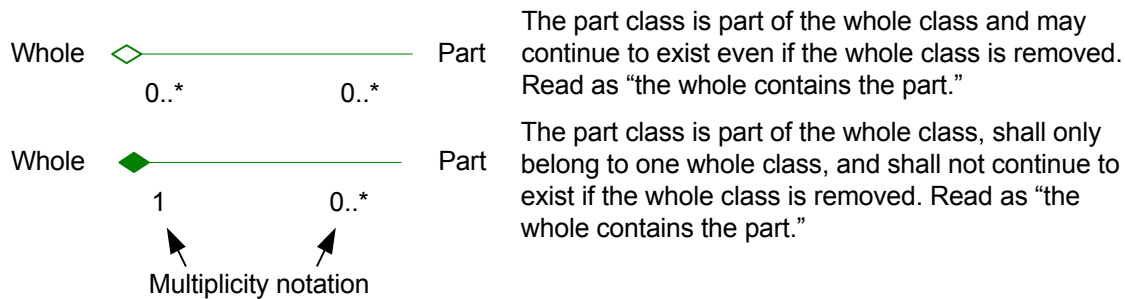 Whole
Part
0..*
0..*
The part class is part of the whole class and may
continue to exist even if the whole class is removed.
Read as “the whole contains the part.”
Whole
Part
1
0..*
Multiplicity notation
The part class is part of the whole class, shall only
belong to one whole class, and shall not continue to
exist if the whole class is removed. Read as “the
whole contains the part.”